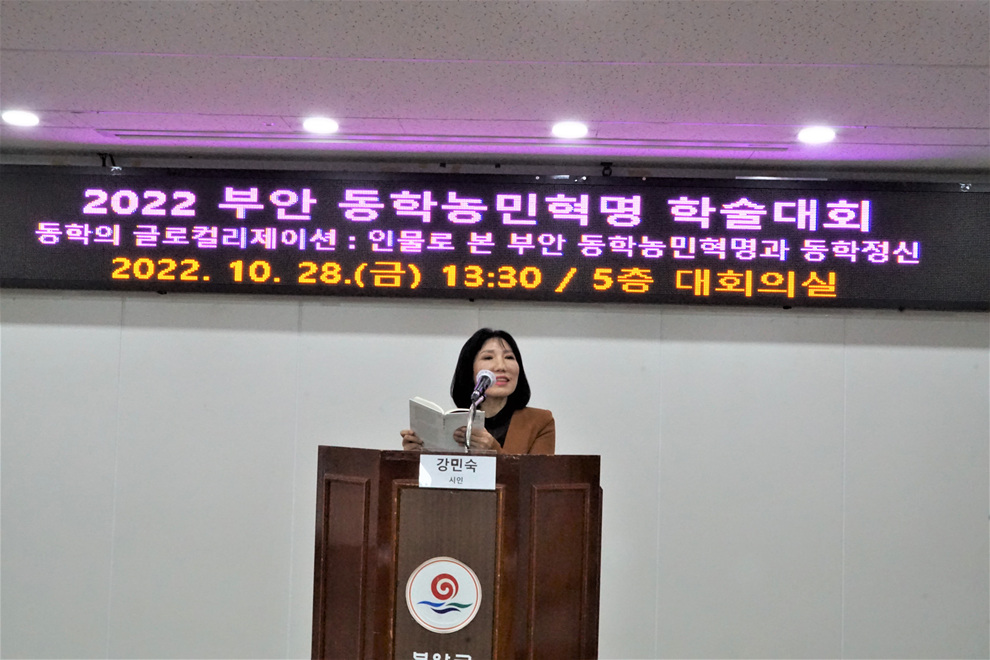 2022 부안 동학농민혁명 학술대회
동학의 글로컬리제이션 : 인물로 본 부안 동학농민혁명과 동학정신
2022. 10. 28.(금) 13:30 / 5층 대회의실
강민숙
시인
부안군